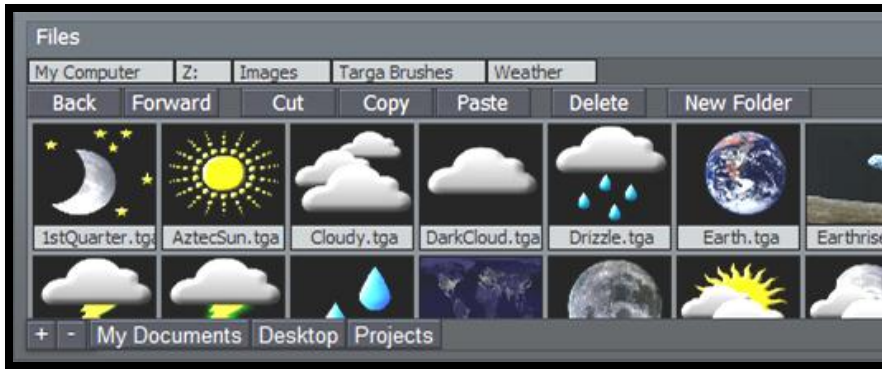 Files
My Computer Z: Images Targa Brushes Weather
Back Forward Cut Copy Paste Delete New Folder
1stQuarter.tga AztecSun.tga Cloudy.tga DarkCloud.tga Drizzle.tga Earth.tga Earthrise
+ - My Documents Desktop Projects